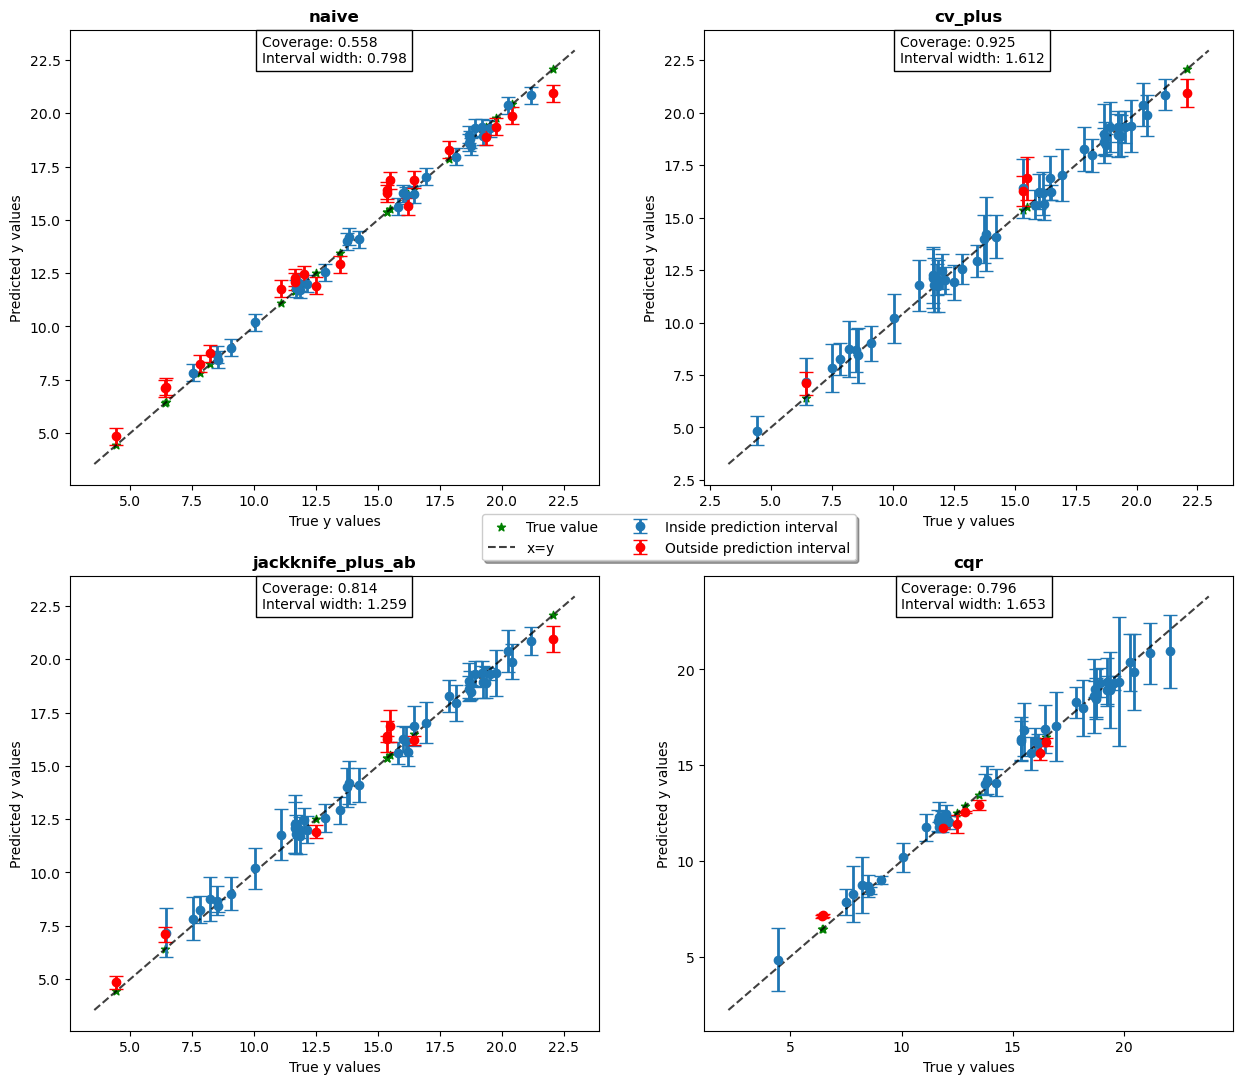 naive
Coverage: 0.558
Interval width: 0.798
22.5
20.0
17.5
15.0
12.5
10.0
7.5
5.0
Predicted y values
5.0 7.5 10.0 12.5 15.0 17.5 20.0 22.5
True y values
cv_plus
Coverage: 0.925
Interval width: 1.612
22.5
20.0
17.5
15.0
12.5
10.0
7.5
5.0
2.5
Predicted y values
2.5 5.0 7.5 10.0 12.5 15.0 17.5 20.0 22.5
True y values
True value
x=y
Inside prediction interval
Outside prediction interval
jackknife_plus_ab
Coverage: 0.814
Interval width: 1.259
22.5
20.0
17.5
15.0
12.5
10.0
7.5
5.0
Predicted y values
5.0 7.5 10.0 12.5 15.0 17.5 20.0 22.5
True y values
cqr
Coverage: 0.796
Interval width: 1.653
20
15
10
5
Predicted y values
5 10 15 20
True y values